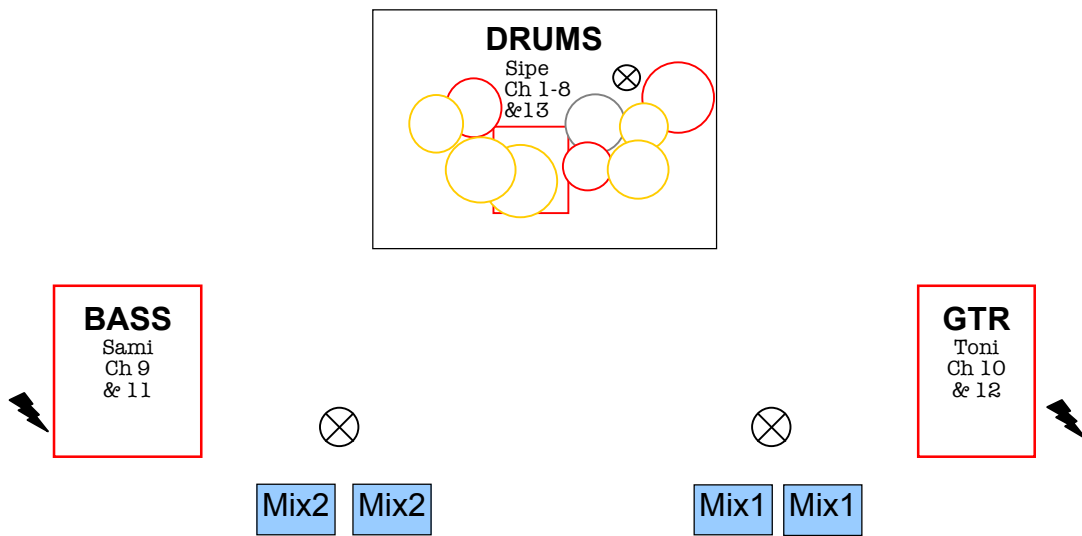 DRUMS
Sipe
Ch 1-8
&13
BASS
Sami
Ch 9
& 11
GTR
Toni
Ch 10
& 12
Mix2 Mix2 Mix1 Mix1